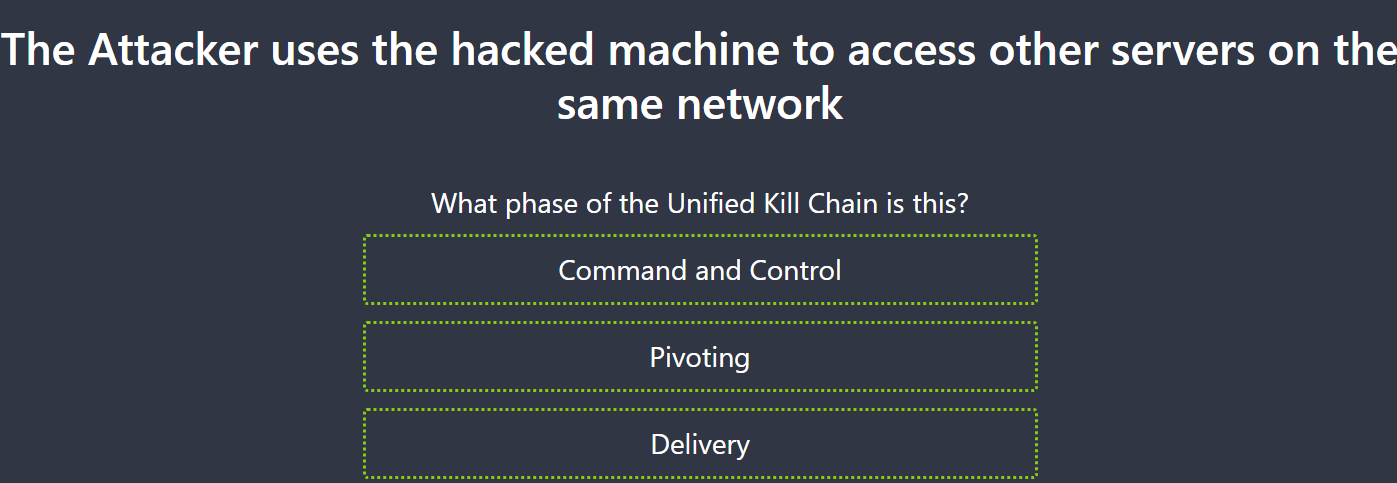 The Attacker uses the hacked machine to access other servers on the
same network
What phase of the Unified Kill Chain is this?
Command and Control
Pivoting
Delivery